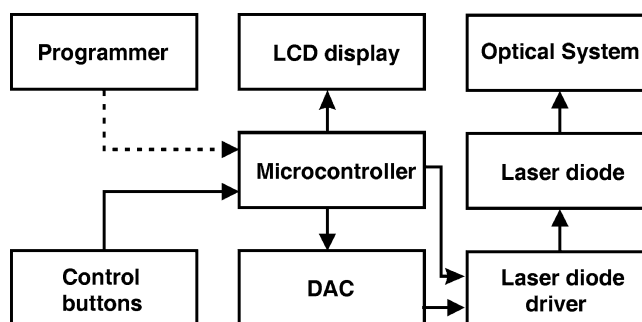 Programmer
LCD display
Optical System
Microcontroller
Laser diode
Control
buttons
DAC
Laser diode
driver